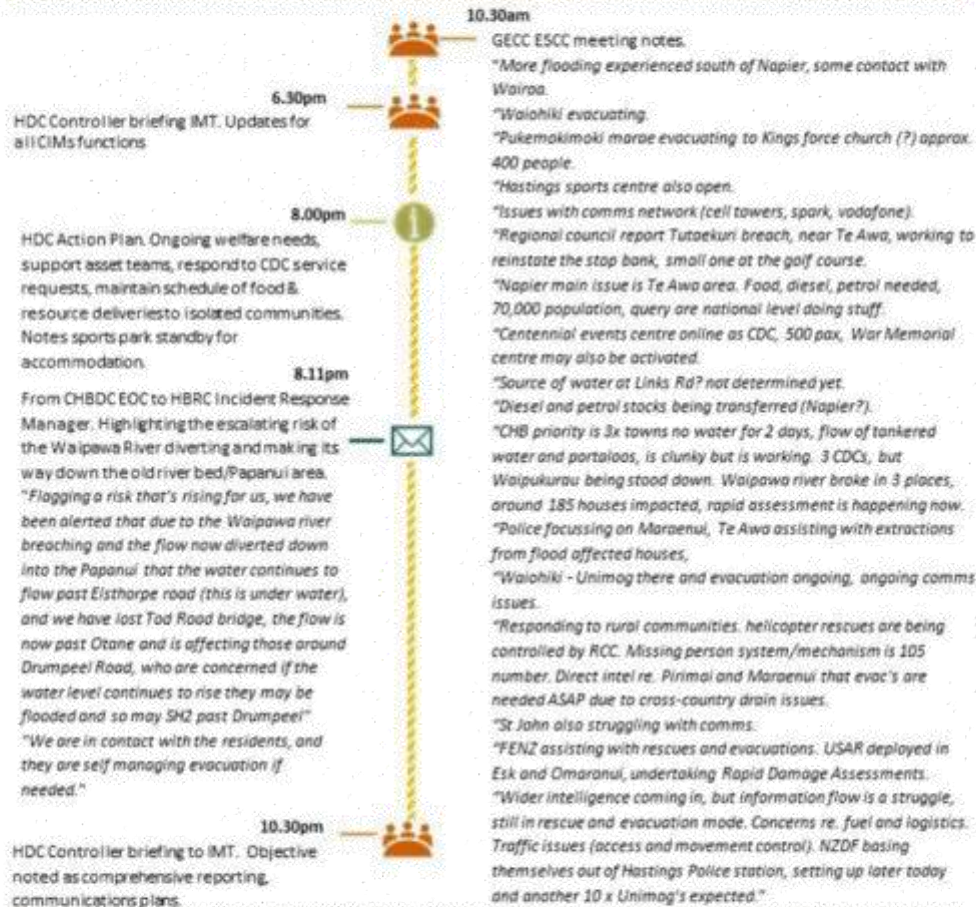 10.30am
GECC ESCC meeting notes.
"More flooding experienced south of Napier, some contact with
Wairoa.
"Waiohiki evacuating.
"Pukemokimoki marae evacuating to Kings force church (?) approx.
400 people.
"Hastings sports centre also open.
"Issues with comms network (cell towers, spark, vodafone).
"Regional council report Tutaekuri breach, near Te Awa, working to
reinstate the stop bank, small one at the golf course.
"Napier main issue is Te Awa area. Food, diesel, petrol needed,
70,000 population, query are national level doing stuff.
"Centennial events centre online as CDC, 500 pax, War Memorial
centre may also be activated.
"Source of water at Links Rd? not determined yet.
"Diesel and petrol stocks being transferred (Napier?).
"CHB priority is 3x towns no water for 2 days, flow of tankered
water and portaloos, is clunky but is working. 3 CDCs, but
Waipukurau being stood down. Waipawa river broke in 3 places,
around 185 houses impacted, rapid assessment is happening now.
"Police focussing on Maraenui, Te Awa assisting with extractions
from flood affected houses,
"Waiohiki - Unimog there and evacuation ongoing, ongoing comms
issues.
"Responding to rural communities. helicopter rescues are being
controlled by RCC. Missing person system/mechanism is 105
number. Direct intel re. Pirimai and Maraenui that evac's are
needed ASAP due to cross-country drain issues.
"St John also struggling with comms.
"FENZ assisting with rescues and evacuations. USAR deployed in
Esk and Omaranui, undertaking Rapid Damage Assessments.
"Wider intelligence coming in, but information flow is a struggle,
still in rescue and evacuation mode. Concerns re. fuel and logistics.
Traffic issues (access and movement control). NZDF basing
themselves out of Hastings Police station, setting up later today
and another 10 x Unimog's expected."
6.30pm
HDC Controller briefing IMT. Updates for
all CIMs functions
8.00pm
HDC Action Plan. Ongoing welfare needs,
support asset teams, respond to CDC service
requests, maintain schedule of food &
resource deliveries to isolated communities.
Notes sports park standby for
accommodation.
8.11pm
From CHBDC EOC to HBRC Incident Response
Manager. Highlighting the escalating risk of
the Waipawa River diverting and making its
way down the old river bed/Papanui area.
"Flagging a risk that's rising for us, we have
been alerted that due to the Waipawa river
breaching and the flow now diverted down
into the Papanui that the water continues to
flow past Elsthorpe road (this is under water),
and we have lost Tod Road bridge, the flow is
now past Otane and is affecting those around
Drumpeel Road, who are concerned if the
water level continues to rise they may be
flooded and so may SH2 past Drumpeel"
"We are in contact with the residents, and
they are self managing evacuation if
needed."
10.30pm
HDC Controller briefing to IMT. Objective
noted as comprehensive reporting,
communications plans.